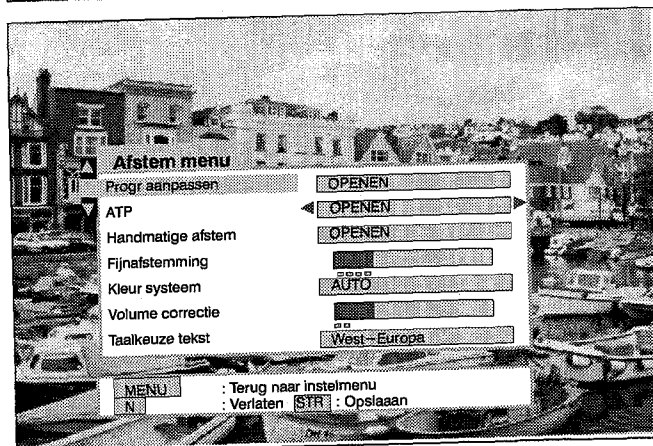 Afstem menu
Progr aanpassen OPENEN
ATP OPENEN
Handmatige afstem OPENEN
Fijnafstemming
Kleur systeem AUTO
Volume correctie
Taalkeuze tekst West-Europa
MENU : Terug naar instelmenu
N : Verlaten STR : Opslaaan